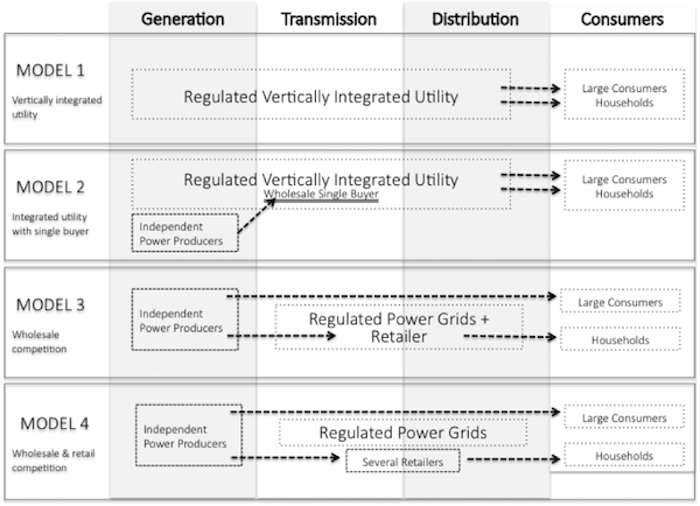 Generation Transmission Distribution Consumers
MODEL 1
Vertically integrated
utility
Regulated Vertically Integrated Utility
Large Consumers
Households
MODEL 2
Integrated utility
with single buyer
Regulated Vertically Integrated Utility
Wholesale Single Buyer
Independent
Power Producers
Large Consumers
Households
MODEL 3
Wholesale
competition
Independent
Power Producers
Regulated Power Grids +
Retailer
Large Consumers
Households
MODEL 4
Wholesale & retail
competition
Independent
Power Producers
Regulated Power Grids
Several Retailers
Large Consumers
Households